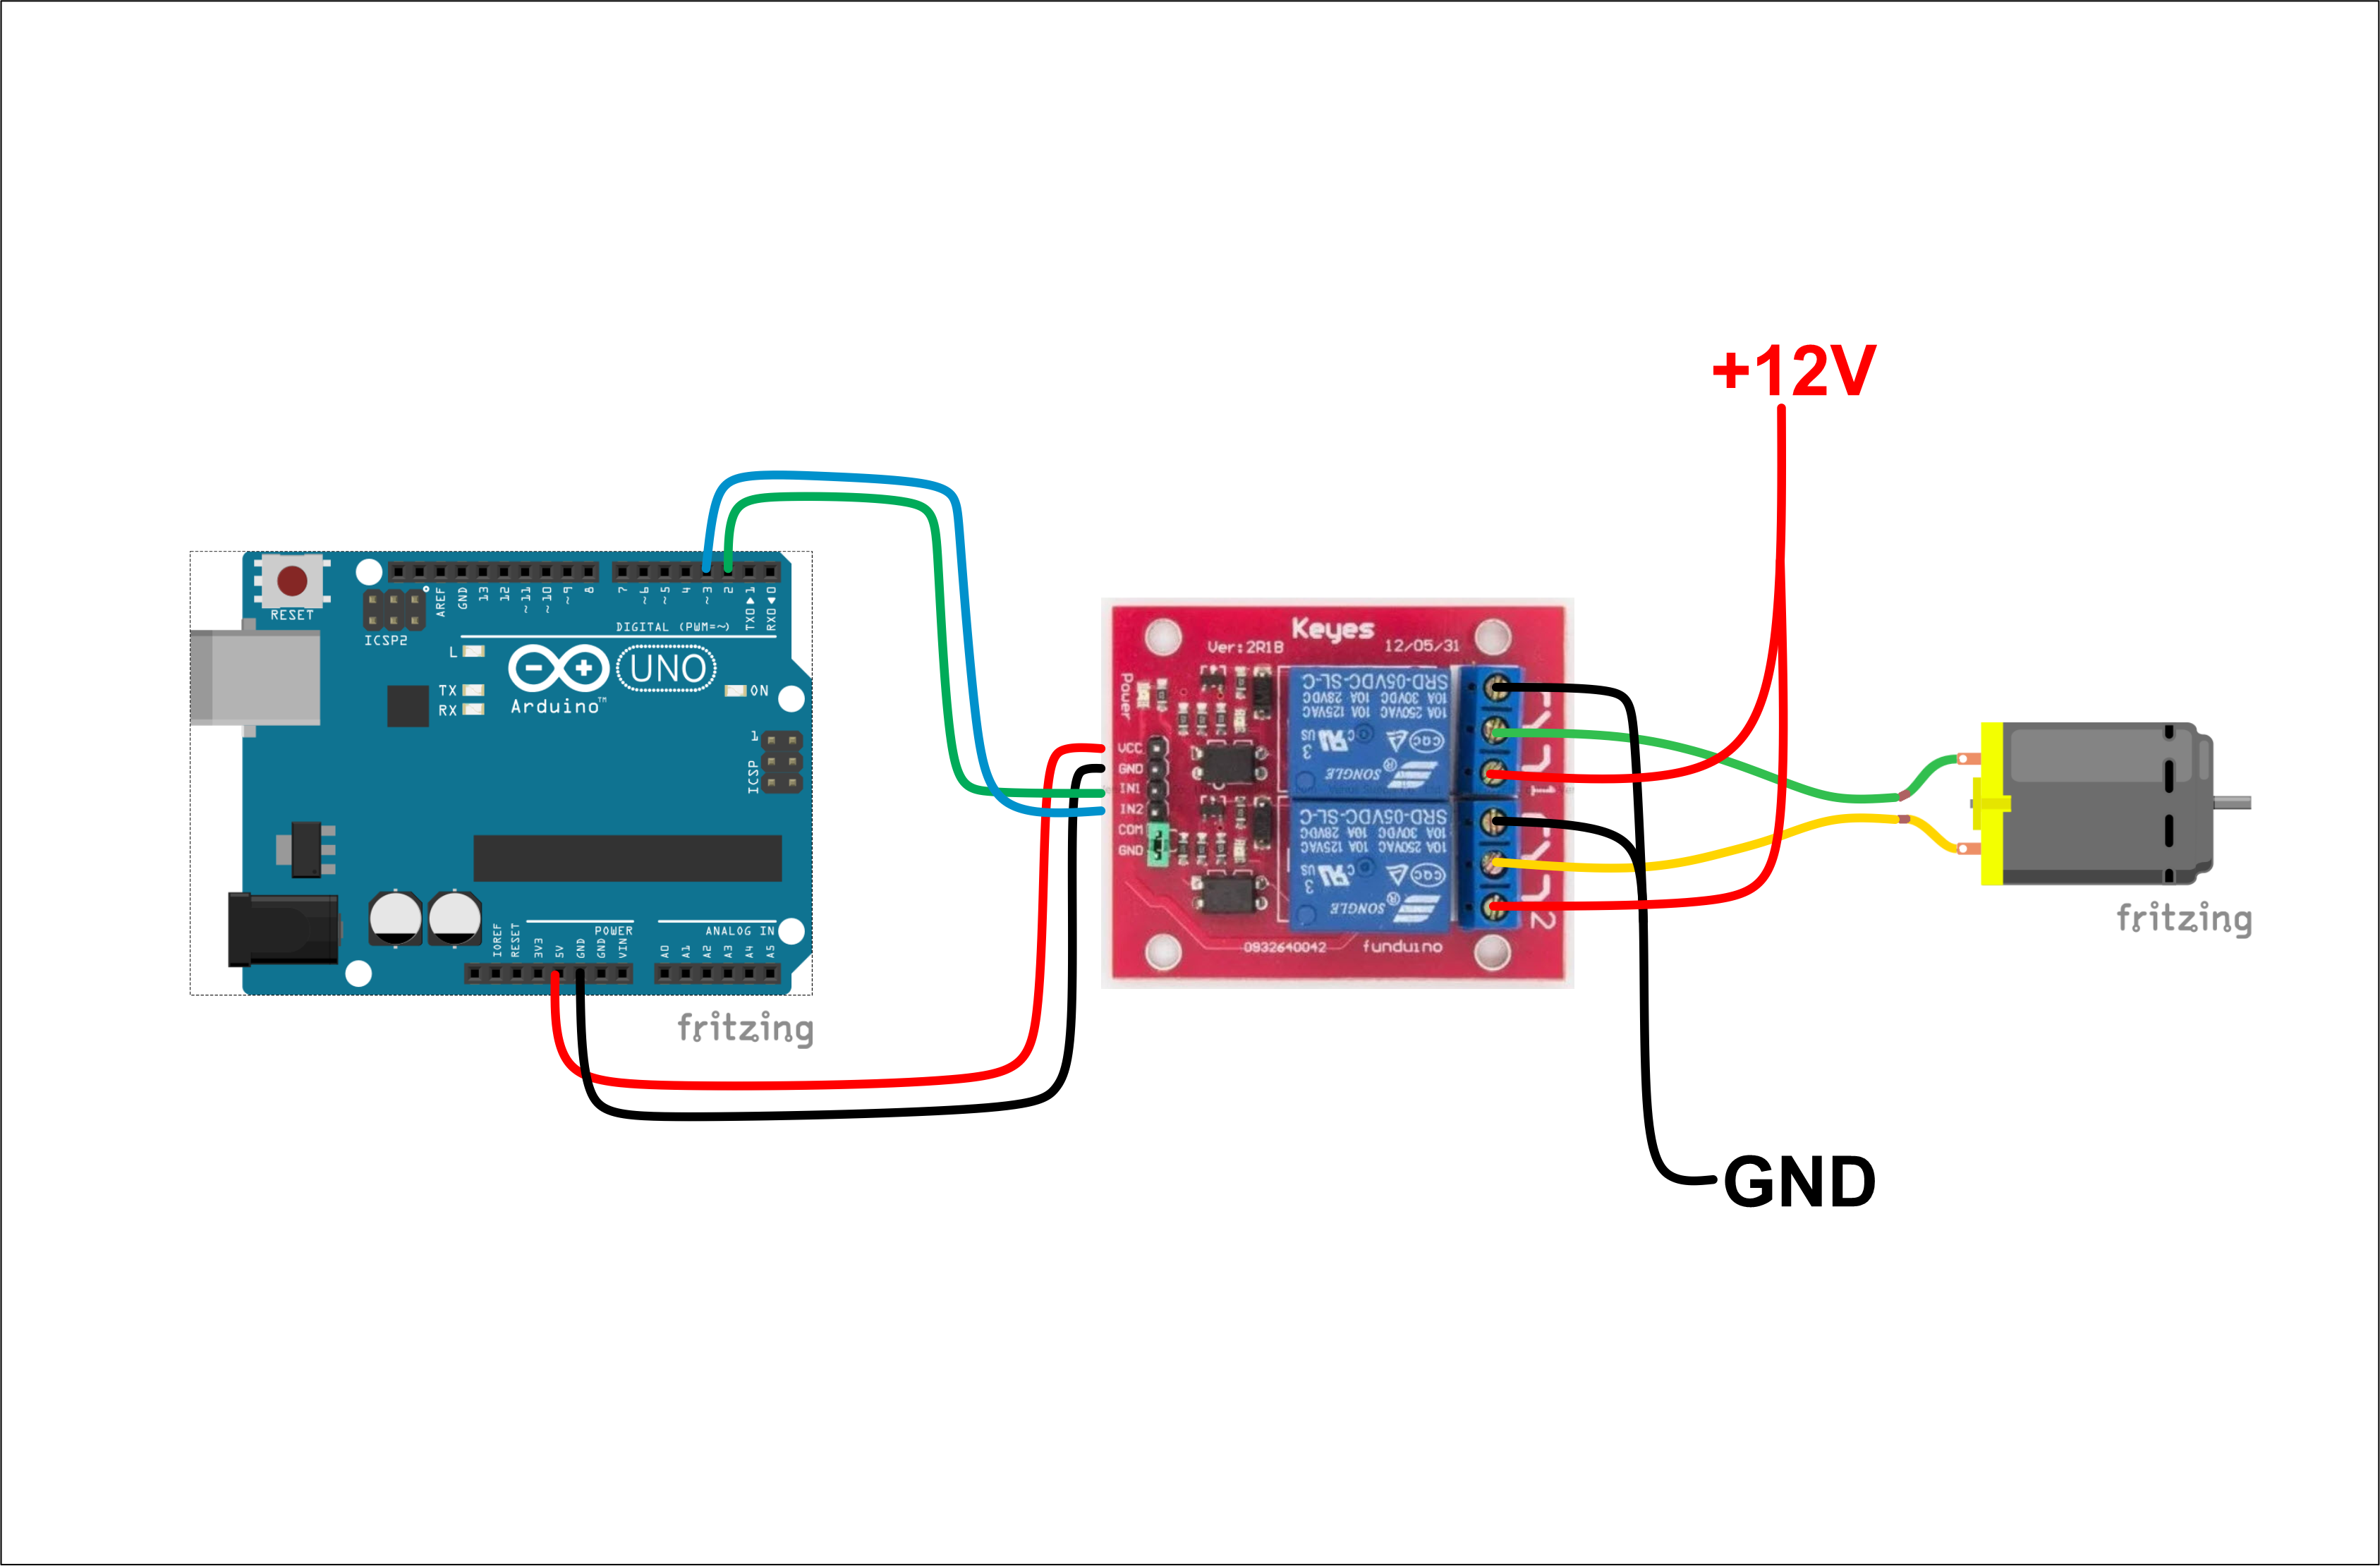 +12V
RESET
ICSP2
AREF
GND
13
12
~11
~10
~9
8
7
~6
~5
4
~3
2
TX0▶1
RX0◀0
DIGITAL (PWM=~)
L
TX
RX
UNO
Arduino™
ON
1
ICSP
IOREF
RESET
3V3
5V
GND
GND
VIN
POWER
A0
A1
A2
A3
A4
A5
ANALOG IN
fritzing
Keyes
Ver:2R1B
12/05/31
Power
VCC
GND
IN1
IN2
COM
GND
SRD-05VDC-SL-C
10A 30VDC 10A 28VDC
10A 250VAC 10A 125VAC
CQC
SONGLE®
1
SRD-05VDC-SL-C
10A 30VDC 10A 28VDC
10A 250VAC 10A 125VAC
CQC
SONGLE®
2
0932640042
funduino
fritzing
GND